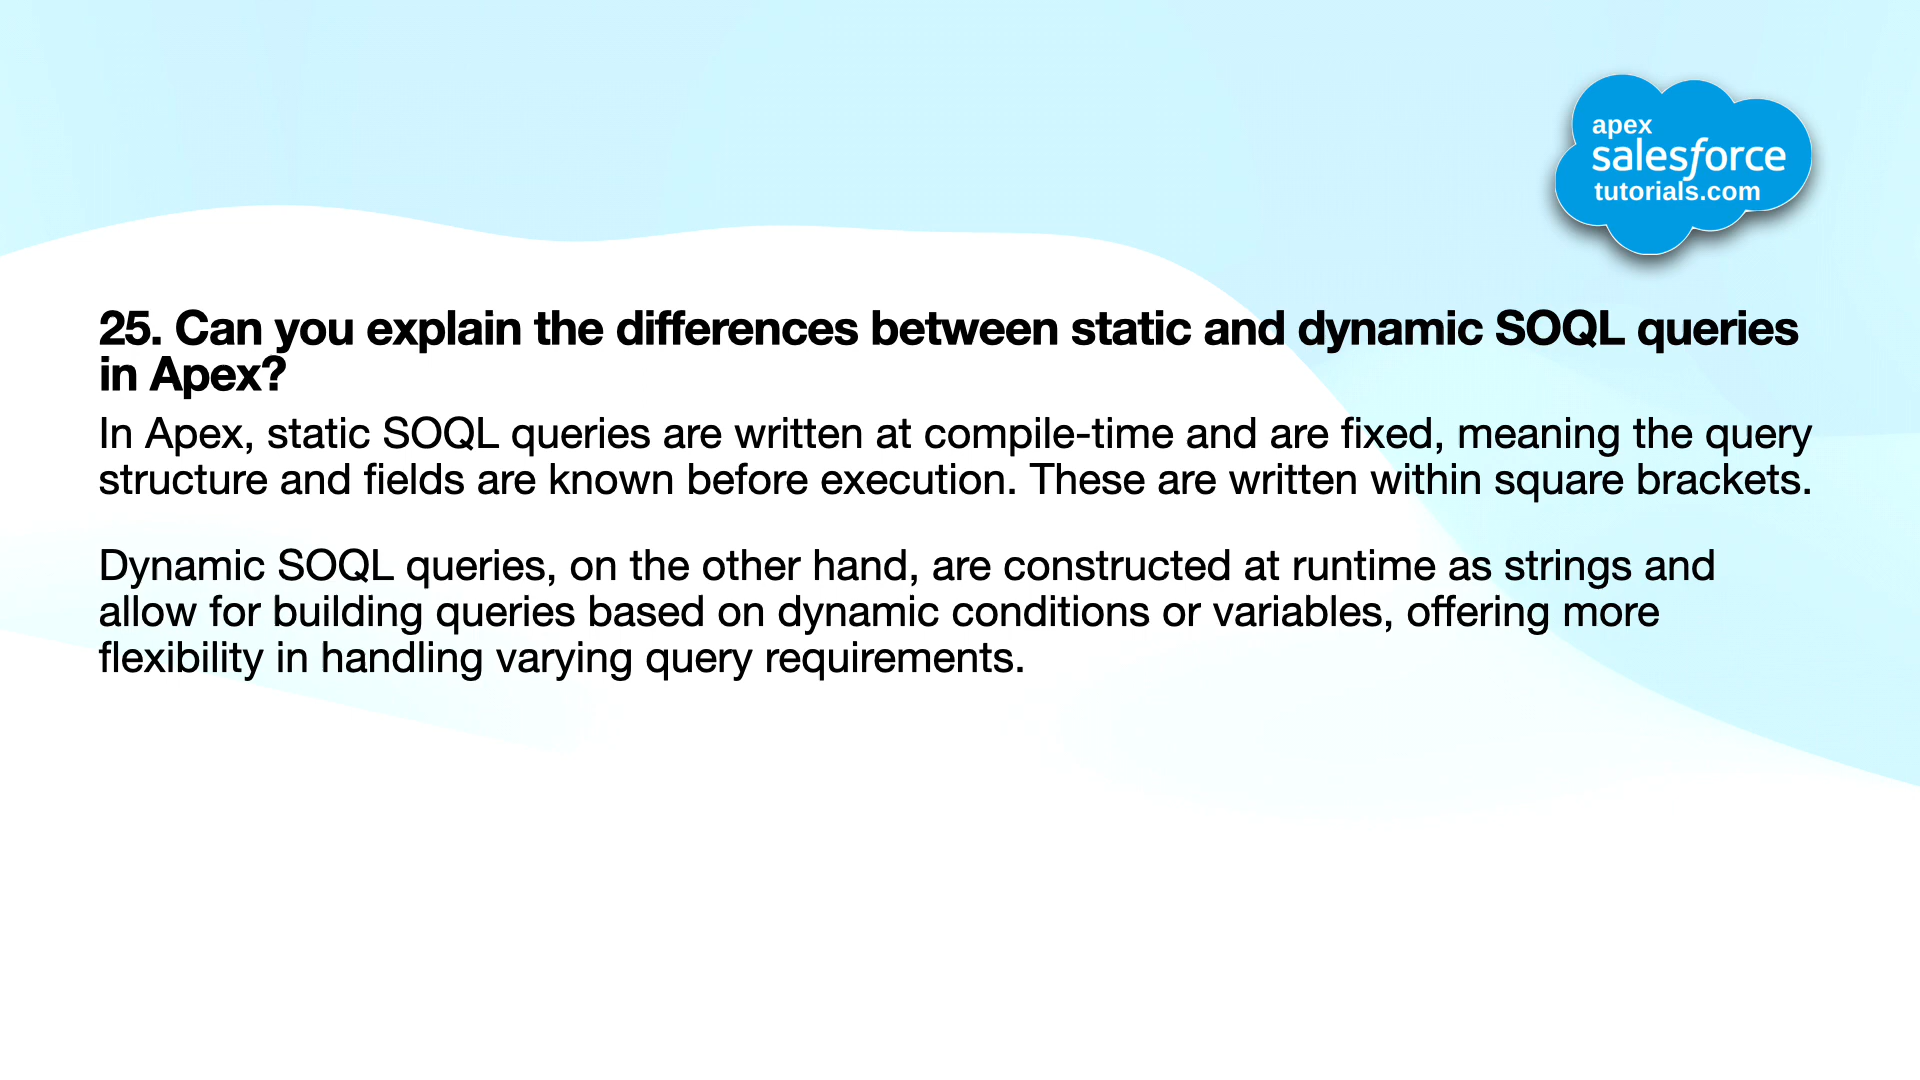 apex
salesforce
tutorials.com
25. Can you explain the differences between static and dynamic SOQL queries
in Apex?
In Apex, static SOQL queries are written at compile-time and are fixed, meaning the query
structure and fields are known before execution. These are written within square brackets.
Dynamic SOQL queries, on the other hand, are constructed at runtime as strings and
allow for building queries based on dynamic conditions or variables, offering more
flexibility in handling varying query requirements.